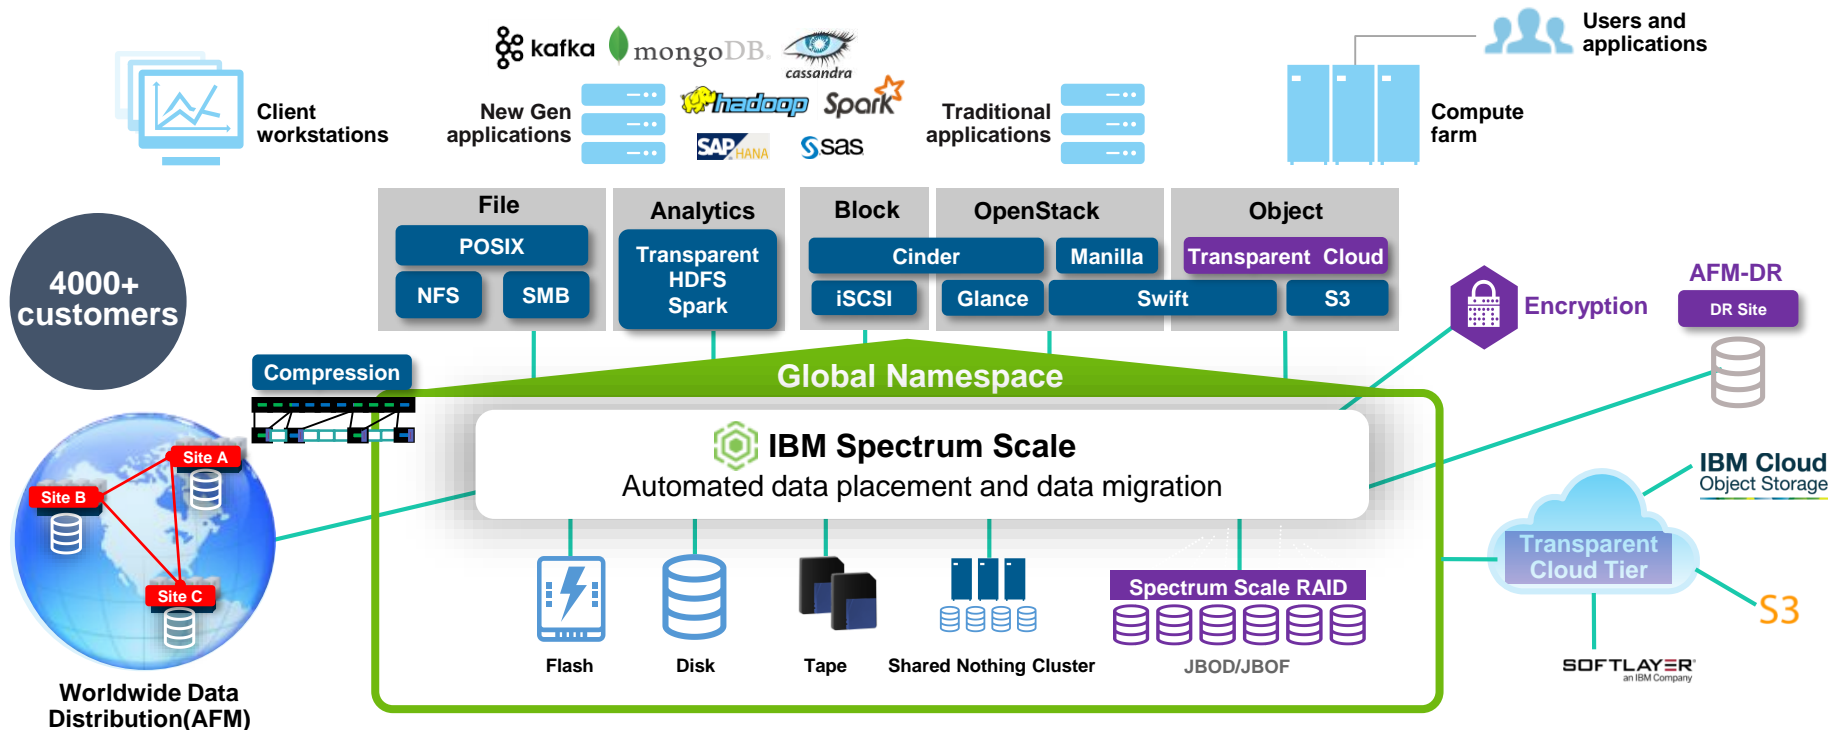 kafka
mongoDB.
cassandra
Users and
applications
Client
workstations
New Gen
applications
hadoop
Spark
SAP HANA
sas
Traditional
applications
Compute
farm
File
Analytics
Block
OpenStack
Object
POSIX
NFS
SMB
Transparent
HDFS
Spark
Cinder
Manilla
Transparent Cloud
iSCSI
Glance
Swift
S3
4000+
customers
Encryption
AFM-DR
DR Site
Compression
Global Namespace
IBM Spectrum Scale
Automated data placement and data migration
Site A
Site B
Site C
Worldwide Data
Distribution(AFM)
Flash
Disk
Tape
Shared Nothing Cluster
Spectrum Scale RAID
JBOD/JBOF
IBM Cloud
Object Storage
Transparent
Cloud Tier
S3
SOFTLAYER
an IBM Company